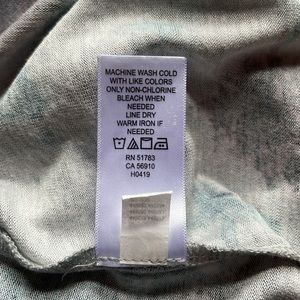 MACHINE WASH COLD
WITH LIKE COLORS
ONLY NON-CHLORINE
BLEACH WHEN
NEEDED
LINE DRY
WARM IRON IF
NEEDED
RN 51783
CA 56910
H0419